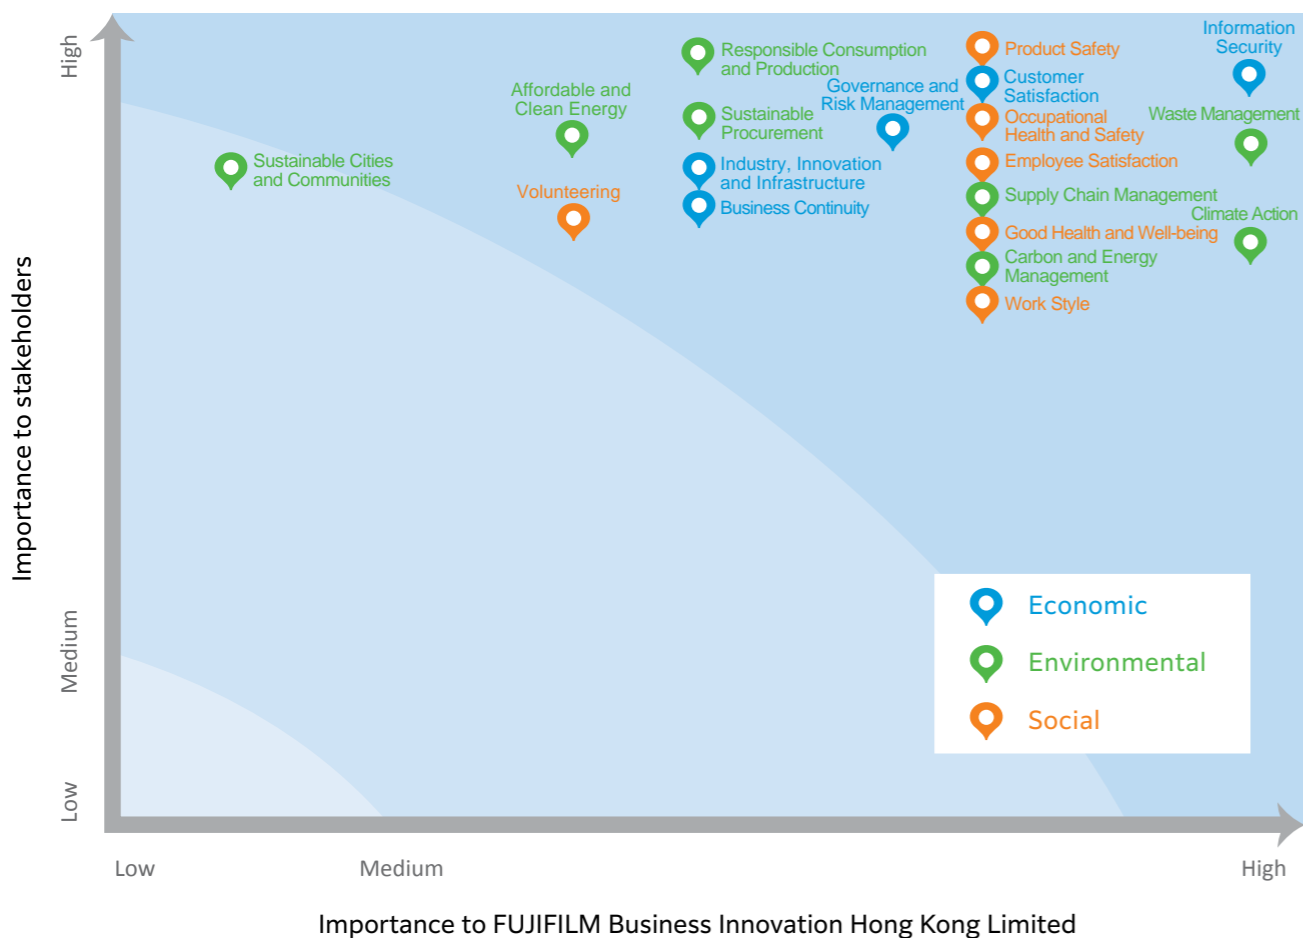 High
Medium
Low
Importance to stakeholders
Sustainable Cities
and Communities
Affordable and
Clean Energy
Volunteering
Responsible Consumption
and Production
Sustainable
Procurement
Industry, Innovation
and Infrastructure
Business Continuity
Governance and
Risk Management
Product Safety
Customer
Satisfaction
Occupational
Health and Safety
Employee Satisfaction
Supply Chain Management
Good Health and Well-being
Carbon and Energy
Management
Work Style
Information
Security
Waste Management
Climate Action
Economic
Environmental
Social
Low
Medium
High
Importance to FUJIFILM Business Innovation Hong Kong Limited